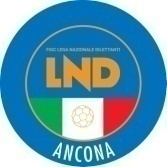 FIGC LEGA NAZIONALE DILETTANTI
LND
ANCONA